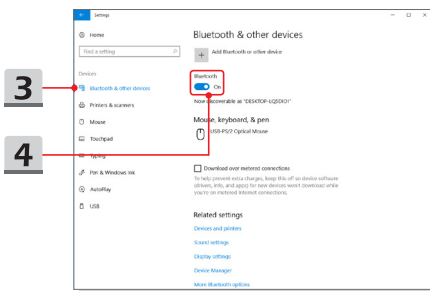 Settings
Home
Find a setting
Devices
Bluetooth & other devices
Printers & scanners
Mouse
Touchpad
Typing
Pen & Windows Ink
AutoPlay
USB
3
4
Bluetooth & other devices
Add Bluetooth or other device
Bluetooth
On
Now discoverable as "DESKTOP-LQSDIO1"
Mouse, keyboard, & pen
USB-PS/2 Optical Mouse
Download over metered connections
To help prevent extra charges, keep this off so device software
(drivers, info, and apps) for new devices won't download while
you're on metered Internet connections.
Related settings
Devices and printers
Sound settings
Display settings
Device Manager
More Bluetooth options